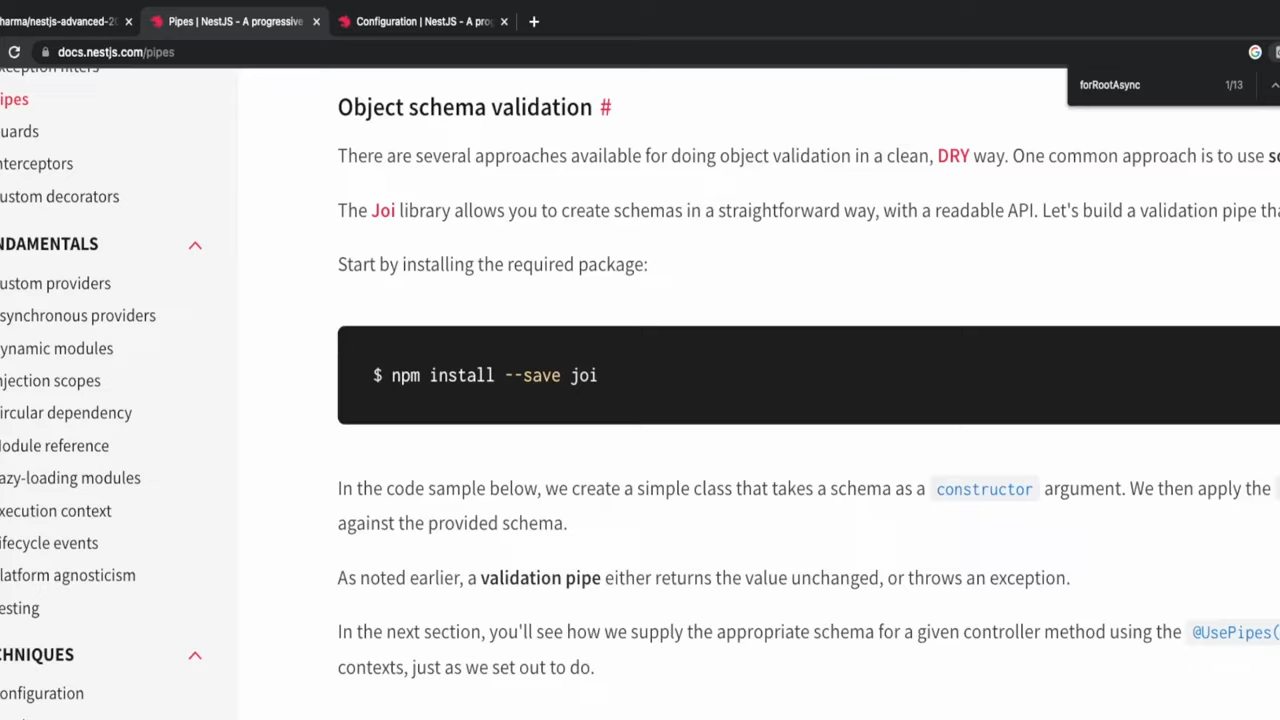 harma/nestjs-advanced-20
Pipes | NestJS - A progressive
Configuration | NestJS - A prog
docs.nestjs.com/pipes
forRootAsync
1/13
xception filters
ipes
uards
nterceptors
ustom decorators
NDAMENTALS
ustom providers
synchronous providers
ynamic modules
njection scopes
ircular dependency
Module reference
azy-loading modules
xecution context
ifecycle events
latform agnosticism
esting
CHNIQUES
onfiguration
Object schema validation #
There are several approaches available for doing object validation in a clean, DRY way. One common approach is to use sc
The Joi library allows you to create schemas in a straightforward way, with a readable API. Let's build a validation pipe tha
Start by installing the required package:
$ npm install --save joi
In the code sample below, we create a simple class that takes a schema as a constructor argument. We then apply the
against the provided schema.
As noted earlier, a validation pipe either returns the value unchanged, or throws an exception.
In the next section, you'll see how we supply the appropriate schema for a given controller method using the @UsePipes(
contexts, just as we set out to do.